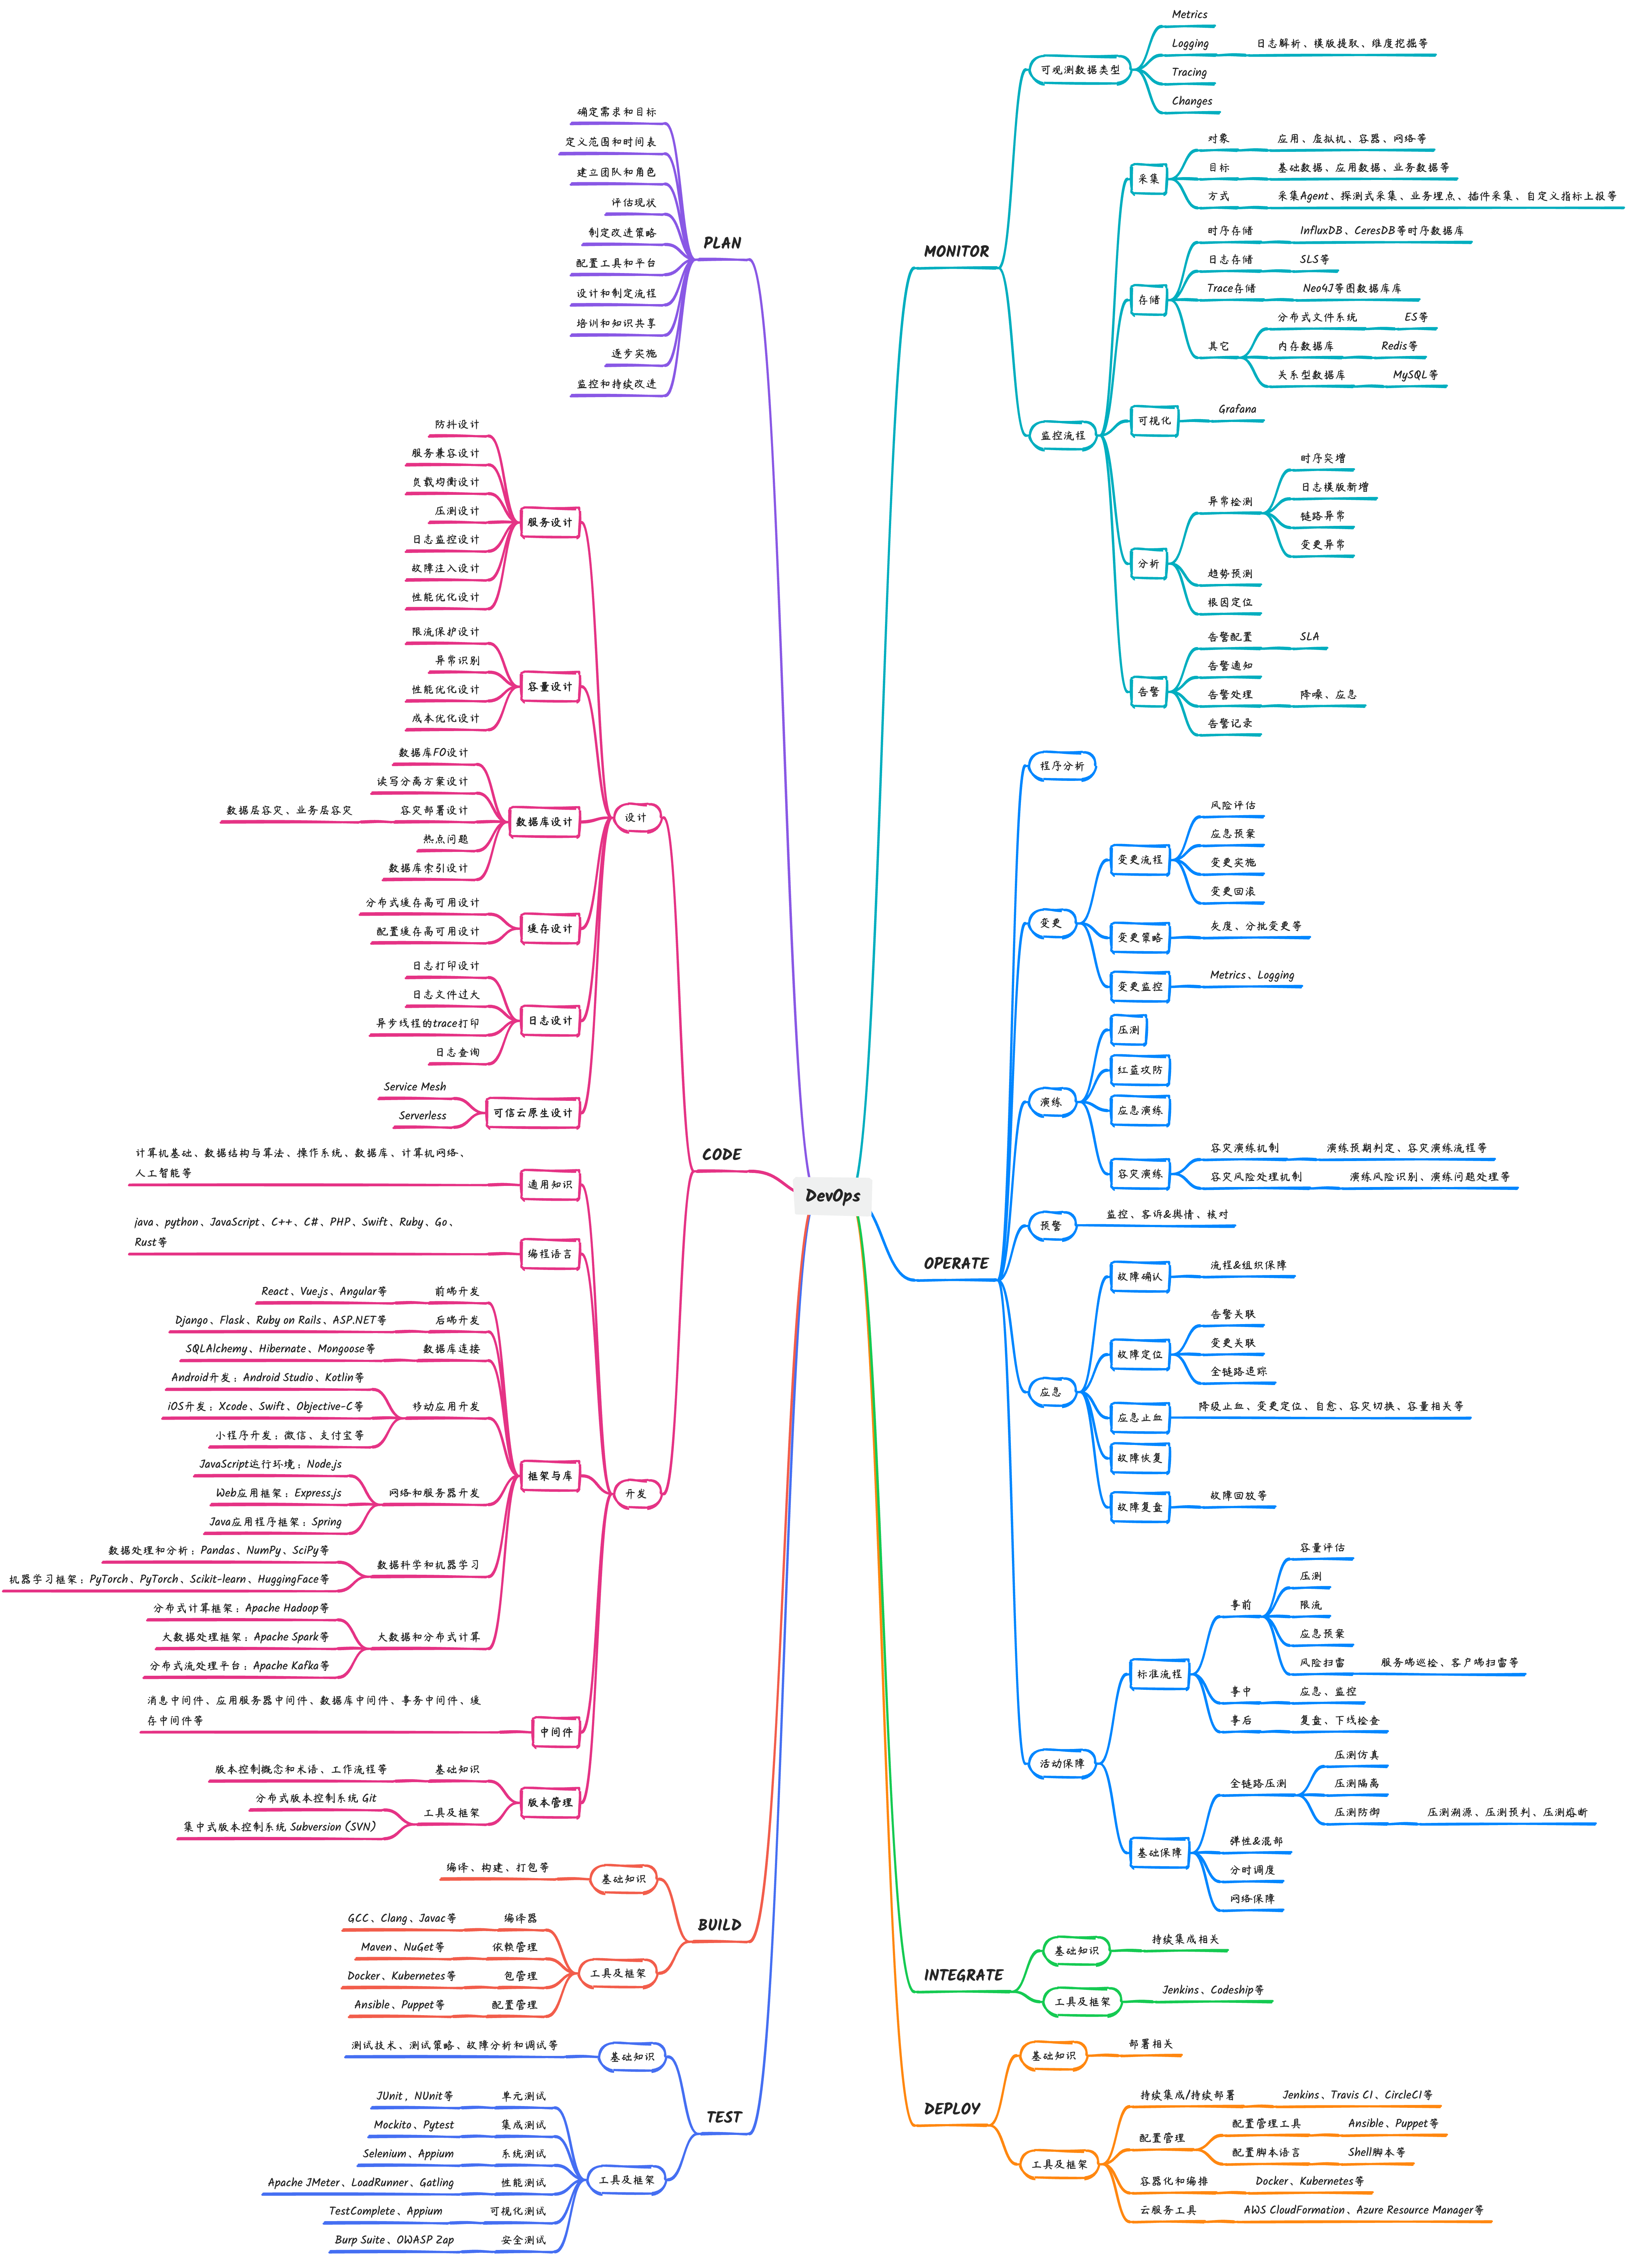 DevOps
PLAN
确定需求和目标
定义范围和时间表
建立团队和角色
评估现状
制定改进策略
配置工具和平台
设计和制定流程
培训和知识共享
逐步实施
监控和持续改进
CODE
设计
服务设计
防抖设计
服务兼容设计
负载均衡设计
压测设计
日志监控设计
故障注入设计
性能优化设计
容量设计
限流保护设计
异常识别
性能优化设计
成本优化设计
数据库设计
数据库FO设计
读写分离方案设计
容灾部署设计
数据层容灾、业务层容灾
热点问题
数据库索引设计
缓存设计
分布式缓存高可用设计
配置缓存高可用设计
日志设计
日志打印设计
日志文件过大
异步线程的trace打印
日志查询
可信云原生设计
Service Mesh
Serverless
开发
通用知识
计算机基础、数据结构与算法、操作系统、数据库、计算机网络、
人工智能等
编程语言
java、python、JavaScript、C++、C#、PHP、Swift、Ruby、Go、
Rust等
框架与库
前端开发
React、Vue.js、Angular等
后端开发
Django、Flask、Ruby on Rails、ASP.NET等
数据库连接
SQLAlchemy、Hibernate、Mongoose等
移动应用开发
Android开发：Android Studio、Kotlin等
iOS开发：Xcode、Swift、Objective-C等
小程序开发：微信、支付宝等
网络和服务器开发
JavaScript运行环境：Node.js
Web应用框架：Express.js
Java应用程序框架：Spring
数据科学和机器学习
数据处理和分析：Pandas、NumPy、SciPy等
机器学习框架：PyTorch、PyTorch、Scikit-learn、HuggingFace等
大数据和分布式计算
分布式计算框架：Apache Hadoop等
大数据处理框架：Apache Spark等
分布式流处理平台：Apache Kafka等
中间件
消息中间件、应用服务器中间件、数据库中间件、事务中间件、缓
存中间件等
版本管理
基础知识
版本控制概念和术语、工作流程等
工具及框架
分布式版本控制系统 Git
集中式版本控制系统 Subversion (SVN)
BUILD
基础知识
编译、构建、打包等
工具及框架
编译器
GCC、Clang、Javac等
依赖管理
Maven、NuGet等
包管理
Docker、Kubernetes等
配置管理
Ansible、Puppet等
TEST
基础知识
测试技术、测试策略、故障分析和调试等
工具及框架
单元测试
JUnit，NUnit等
集成测试
Mockito、Pytest
系统测试
Selenium、Appium
性能测试
Apache JMeter、LoadRunner、Gatling
可视化测试
TestComplete、Appium
安全测试
Burp Suite、OWASP Zap
MONITOR
可观测数据类型
Metrics
Logging
日志解析、模版提取、维度挖掘等
Tracing
Changes
监控流程
采集
对象
应用、虚拟机、容器、网络等
目标
基础数据、应用数据、业务数据等
方式
采集Agent、探测式采集、业务埋点、插件采集、自定义指标上报等
存储
时序存储
InfluxDB、CeresDB等时序数据库
日志存储
SLS等
Trace存储
Neo4J等图数据库库
其它
分布式文件系统
ES等
内存数据库
Redis等
关系型数据库
MySQL等
可视化
Grafana
分析
异常检测
时序突增
日志模版新增
链路异常
变更异常
趋势预测
根因定位
告警
告警配置
SLA
告警通知
告警处理
降噪、应急
告警记录
OPERATE
程序分析
变更
变更流程
风险评估
应急预案
变更实施
变更回滚
变更策略
灰度、分批变更等
变更监控
Metrics、Logging
演练
压测
红蓝攻防
应急演练
容灾演练
容灾演练机制
演练预期判定、容灾演练流程等
容灾风险处理机制
演练风险识别、演练问题处理等
预警
监控、客诉&舆情、核对
应急
故障确认
流程&组织保障
故障定位
告警关联
变更关联
全链路追踪
应急止血
降级止血、变更定位、自愈、容灾切换、容量相关等
故障恢复
故障复盘
故障回放等
活动保障
标准流程
事前
容量评估
压测
限流
应急预案
风险扫雷
服务端巡检、客户端扫雷等
事中
应急、监控
事后
复盘、下线检查
基础保障
全链路压测
压测仿真
压测隔离
压测防御
压测溯源、压测预判、压测熔断
弹性&混部
分时调度
网络保障
INTEGRATE
基础知识
持续集成相关
工具及框架
Jenkins、Codeship等
DEPLOY
基础知识
部署相关
工具及框架
持续集成/持续部署
Jenkins、Travis CI、CircleCI等
配置管理
配置管理工具
Ansible、Puppet等
配置脚本语言
Shell脚本等
容器化和编排
Docker、Kubernetes等
云服务工具
AWS CloudFormation、Azure Resource Manager等